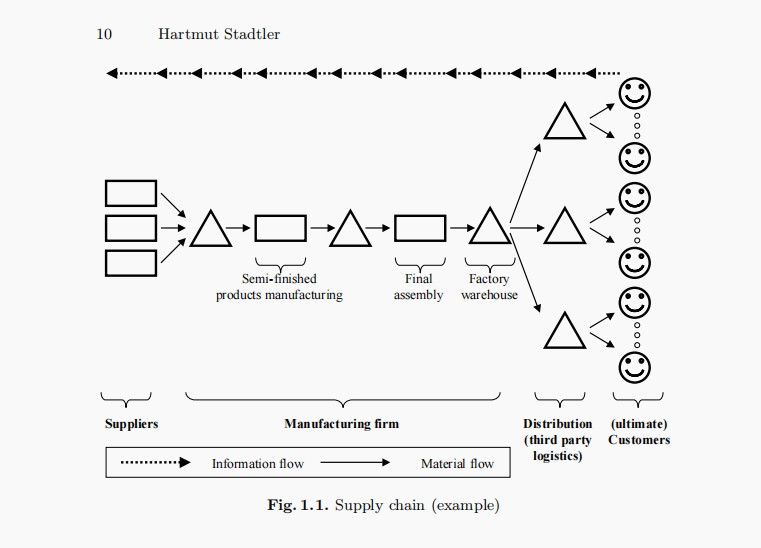 10 Hartmut Stadtler
Semi-finished
products manufacturing
Final
assembly
Factory
warehouse
Suppliers
Manufacturing firm
Distribution
(third party
logistics)
(ultimate)
Customers
Information flow
Material flow
Fig. 1.1. Supply chain (example)